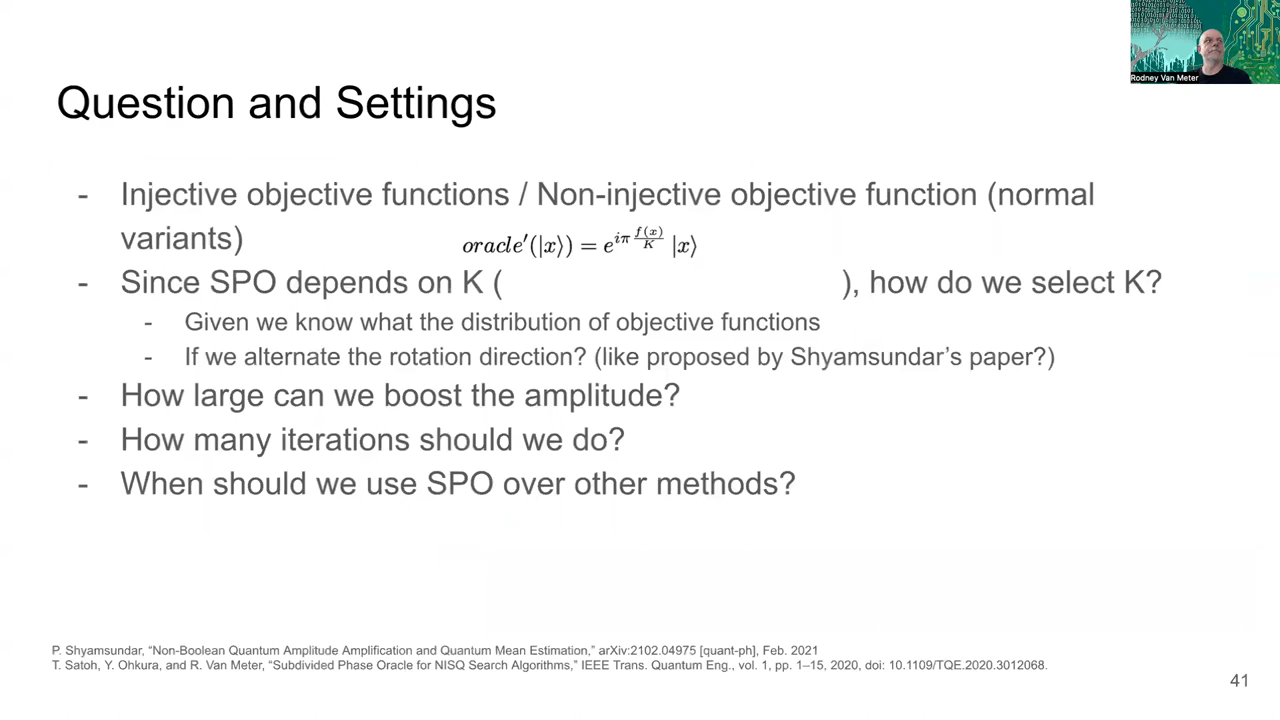 Rodney Van Meter
Question and Settings
- Injective objective functions / Non-injective objective function (normal
variants)
oracle′(|x⟩) = e^{iπ f(x)/K} |x⟩
- Since SPO depends on K ( ), how do we select K?
- Given we know what the distribution of objective functions
- If we alternate the rotation direction? (like proposed by Shyamsundar’s paper?)
- How large can we boost the amplitude?
- How many iterations should we do?
- When should we use SPO over other methods?
P. Shyamsundar, “Non-Boolean Quantum Amplitude Amplification and Quantum Mean Estimation,” arXiv:2102.04975 [quant-ph], Feb. 2021
T. Satoh, Y. Ohkura, and R. Van Meter, “Subdivided Phase Oracle for NISQ Search Algorithms,” IEEE Trans. Quantum Eng., vol. 1, pp. 1–15, 2020, doi: 10.1109/TQE.2020.3012068.
41